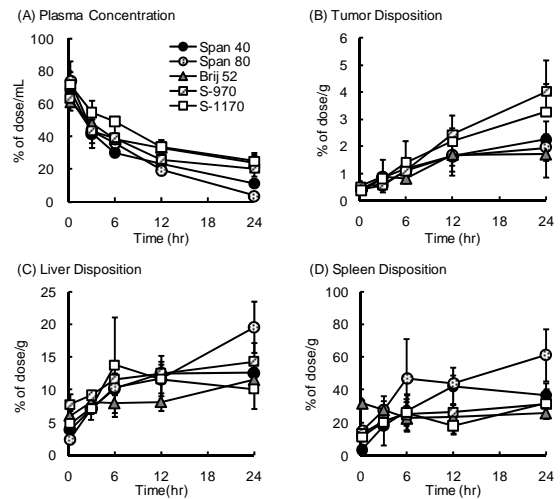 (A) Plasma Concentration
% of dose/mL
100
80
60
40
20
0
0 6 12 18 24
Time (hr)
Span 40
Span 80
Brij 52
S-970
S-1170
(B) Tumor Disposition
% of dose/g
6
5
4
3
2
1
0
0 6 12 18 24
Time (hr)
(C) Liver Disposition
% of dose/g
25
20
15
10
5
0
0 6 12 18 24
Time(hr)
(D) Spleen Disposition
% of dose/g
100
80
60
40
20
0
0 6 12 18 24
Time (hr)